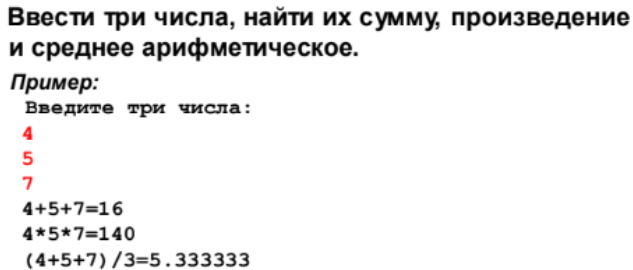 Ввести три числа, найти их сумму, произведение
и среднее арифметическое.
Пример:
Введите три числа:
4
5
7
4+5+7=16
4*5*7=140
(4+5+7)/3=5.333333